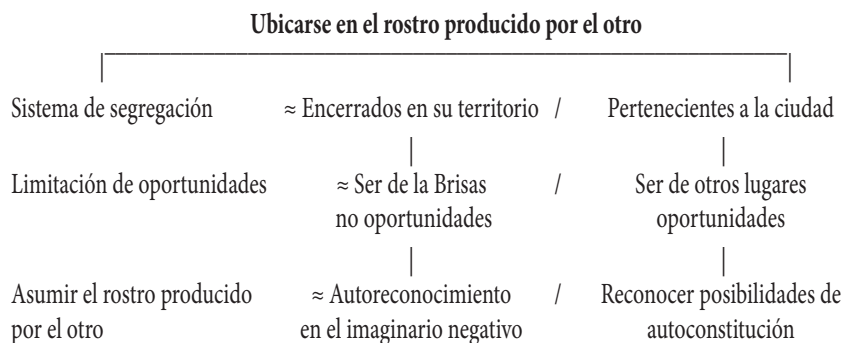 Ubicarse en el rostro producido por el otro
Sistema de segregación ≈ Encerrados en su territorio / Pertenecientes a la ciudad
Limitación de oportunidades ≈ Ser de la Brisas / Ser de otros lugares
no oportunidades oportunidades
Asumir el rostro producido ≈ Autoreconocimiento / Reconocer posibilidades de
por el otro en el imaginario negativo autoconstitución